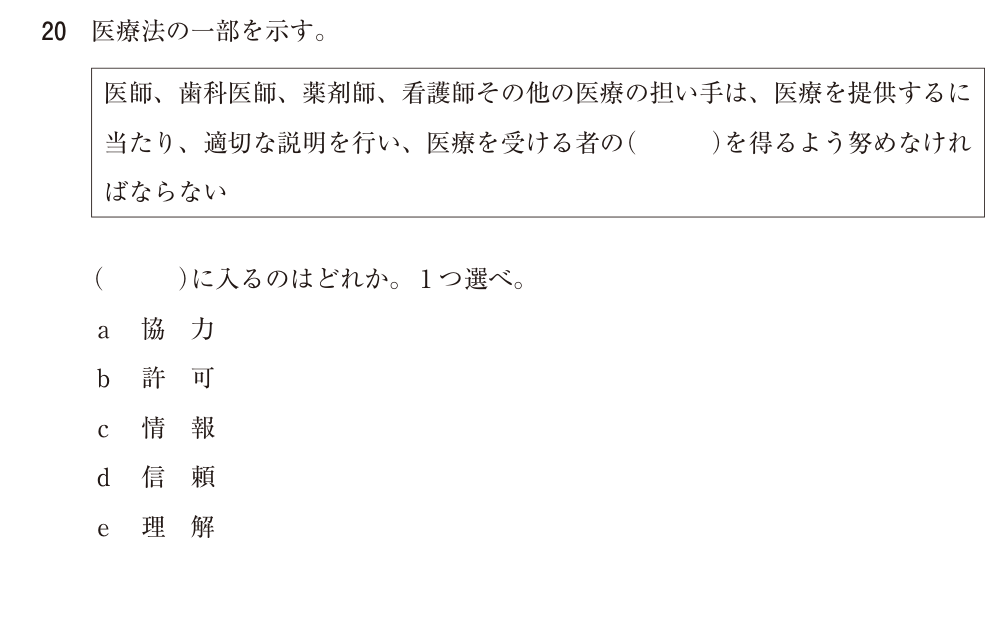 20 医療法の一部を示す。
医師、歯科医師、薬剤師、看護師その他の医療の担い手は、医療を提供するに
当たり、適切な説明を行い、医療を受ける者の(　　　)を得るよう努めなけれ
ばならない
(　　　)に入るのはどれか。1つ選べ。
a 協　力
b 許　可
c 情　報
d 信　頼
e 理　解